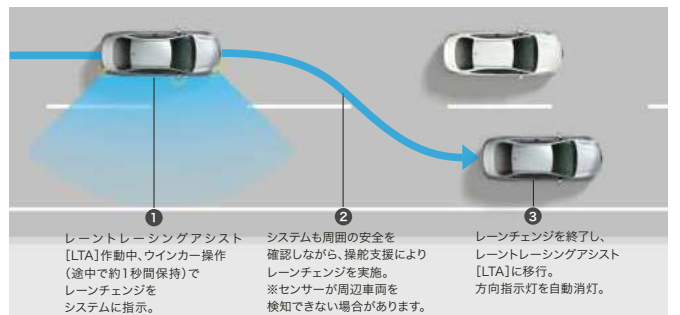 ❶
レーントレーシングアシスト
[LTA]作動中、ウインカー操作
(途中で約1秒間保持)で
レーンチェンジを
システムに指示。
❷
システムも周囲の安全を
確認しながら、操舵支援により
レーンチェンジを実施。
※センサーが周辺車両を
検知できない場合があります。
❸
レーンチェンジを終了し、
レーントレーシングアシスト
[LTA]に移行。
方向指示灯を自動消灯。